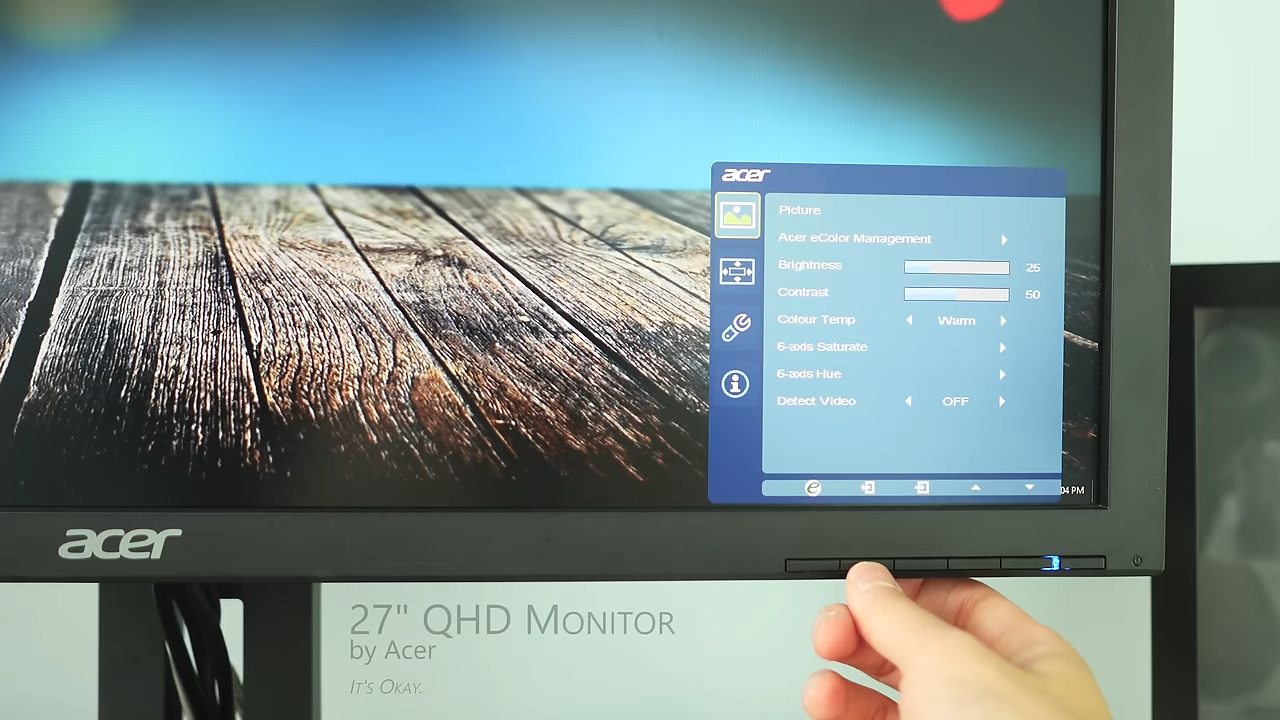 acer
Picture
Acer eColor Management
Brightness 25
Contrast 50
Colour Temp Warm
6-axis Saturate
6-axis Hue
Detect Video OFF
04 PM
acer
27" QHD MONITOR
by Acer
IT'S OKAY.